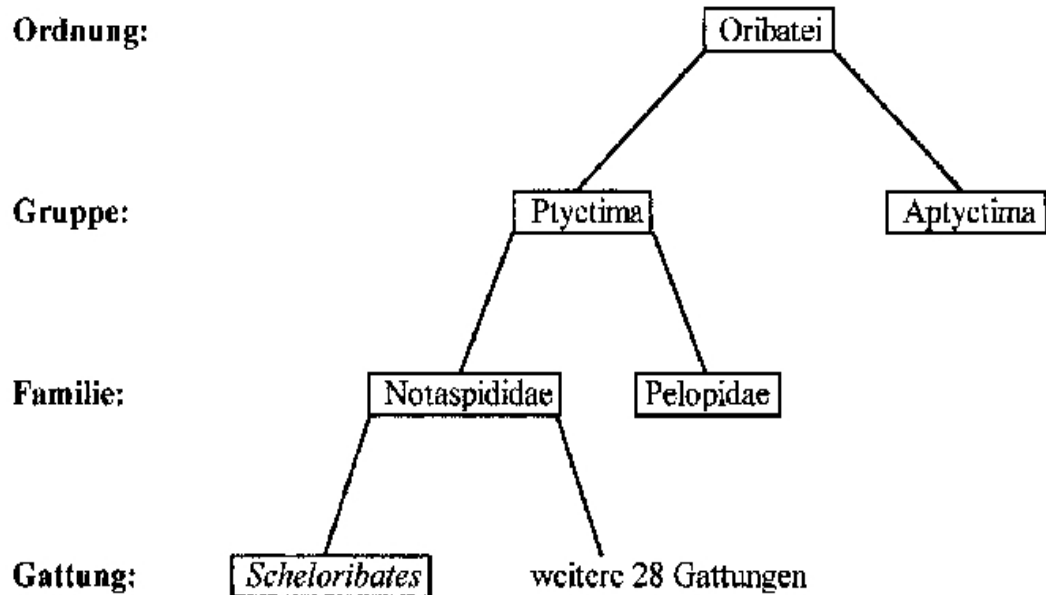 Ordnung: Oribatei
Gruppe: Ptyctima Aptyctima
Familie: Notaspididae Pelopidae
Gattung: Scheloribates weitere 28 Gattungen